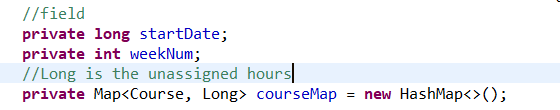 //field
private long startDate;
private int weekNum;
//Long is the unassigned hours
private Map<Course, Long> courseMap = new HashMap<>();